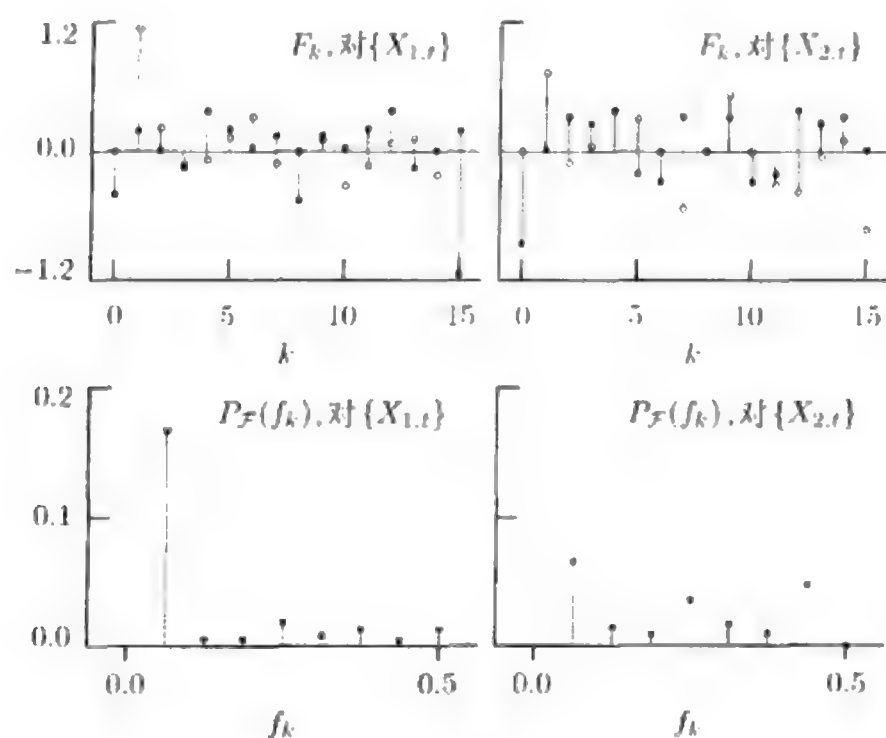 1.2
0.0
−1.2
F_k, 对{X_{1,t}}
F_k, 对{X_{2,t}}
0 5 10 15
0 5 10 15
k
k
0.2
0.1
0.0
P_𝓕(f_k), 对{X_{1,t}}
P_𝓕(f_k), 对{X_{2,t}}
0.0 0.5
0.0 0.5
f_k
f_k